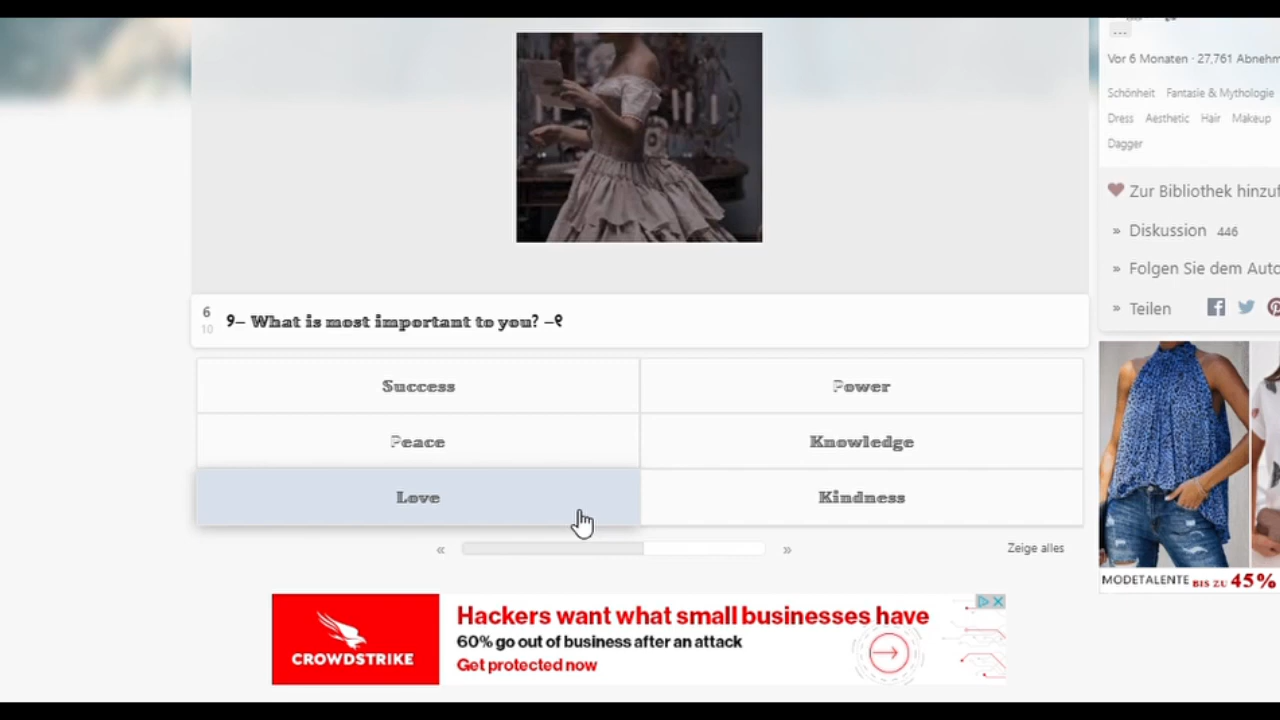 ...
Vor 6 Monaten · 27,761 Abnehm
Schönheit Fantasie & Mythologie
Dress Aesthetic Hair Makeup
Dagger
Zur Bibliothek hinzuf
» Diskussion 446
» Folgen Sie dem Auto
» Teilen
6
10
୨– What is most important to you? –୧
Success
Power
Peace
Knowledge
Love
Kindness
« »
Zeige alles
MODETALENTE BIS ZU 45%
CROWDSTRIKE
Hackers want what small businesses have
60% go out of business after an attack
Get protected now